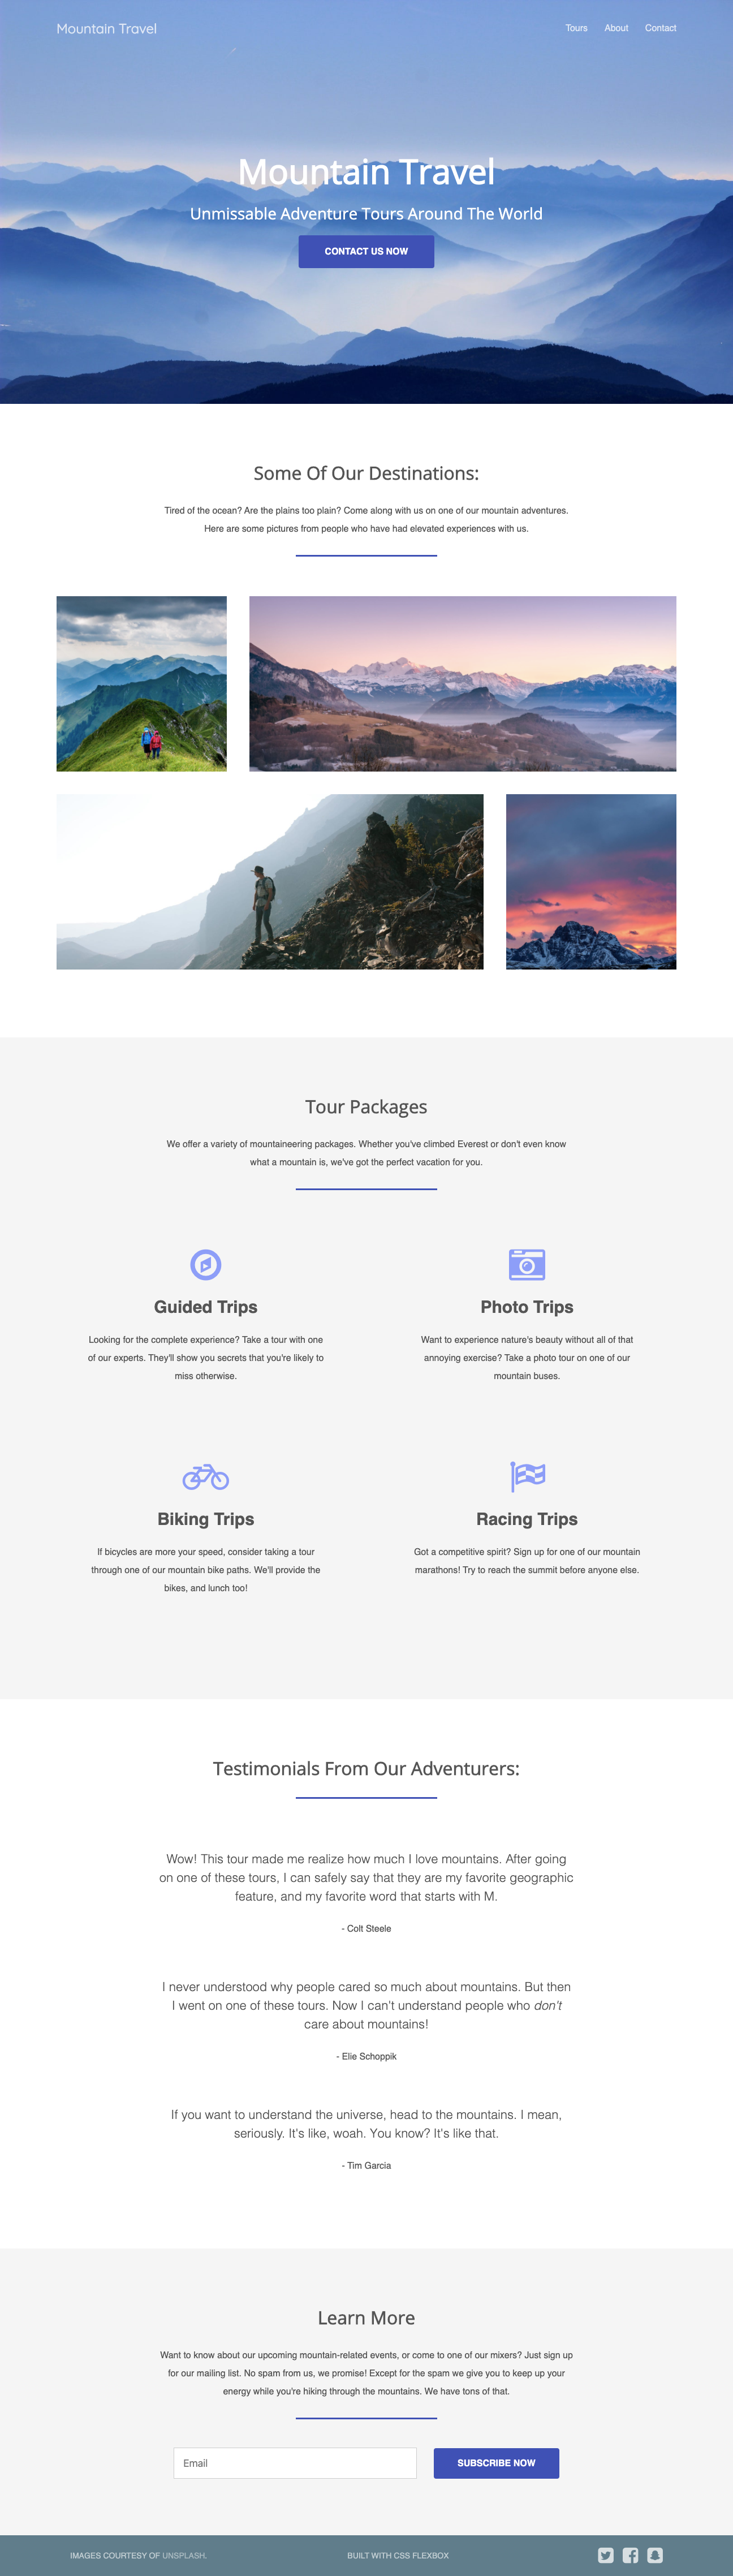 Mountain Travel
Tours About Contact
Mountain Travel
Unmissable Adventure Tours Around The World
CONTACT US NOW
Some Of Our Destinations:
Tired of the ocean? Are the plains too plain? Come along with us on one of our mountain adventures.
Here are some pictures from people who have had elevated experiences with us.
Tour Packages
We offer a variety of mountaineering packages. Whether you've climbed Everest or don't even know
what a mountain is, we've got the perfect vacation for you.
Guided Trips
Looking for the complete experience? Take a tour with one
of our experts. They'll show you secrets that you're likely to
miss otherwise.
Photo Trips
Want to experience nature's beauty without all of that
annoying exercise? Take a photo tour on one of our
mountain buses.
Biking Trips
If bicycles are more your speed, consider taking a tour
through one of our mountain bike paths. We'll provide the
bikes, and lunch too!
Racing Trips
Got a competitive spirit? Sign up for one of our mountain
marathons! Try to reach the summit before anyone else.
Testimonials From Our Adventurers:
Wow! This tour made me realize how much I love mountains. After going
on one of these tours, I can safely say that they are my favorite geographic
feature, and my favorite word that starts with M.
- Colt Steele
I never understood why people cared so much about mountains. But then
I went on one of these tours. Now I can't understand people who don't
care about mountains!
- Elie Schoppik
If you want to understand the universe, head to the mountains. I mean,
seriously. It's like, woah. You know? It's like that.
- Tim Garcia
Learn More
Want to know about our upcoming mountain-related events, or come to one of our mixers? Just sign up
for our mailing list. No spam from us, we promise! Except for the spam we give you to keep up your
energy while you're hiking through the mountains. We have tons of that.
Email
SUBSCRIBE NOW
IMAGES COURTESY OF UNSPLASH.
BUILT WITH CSS FLEXBOX